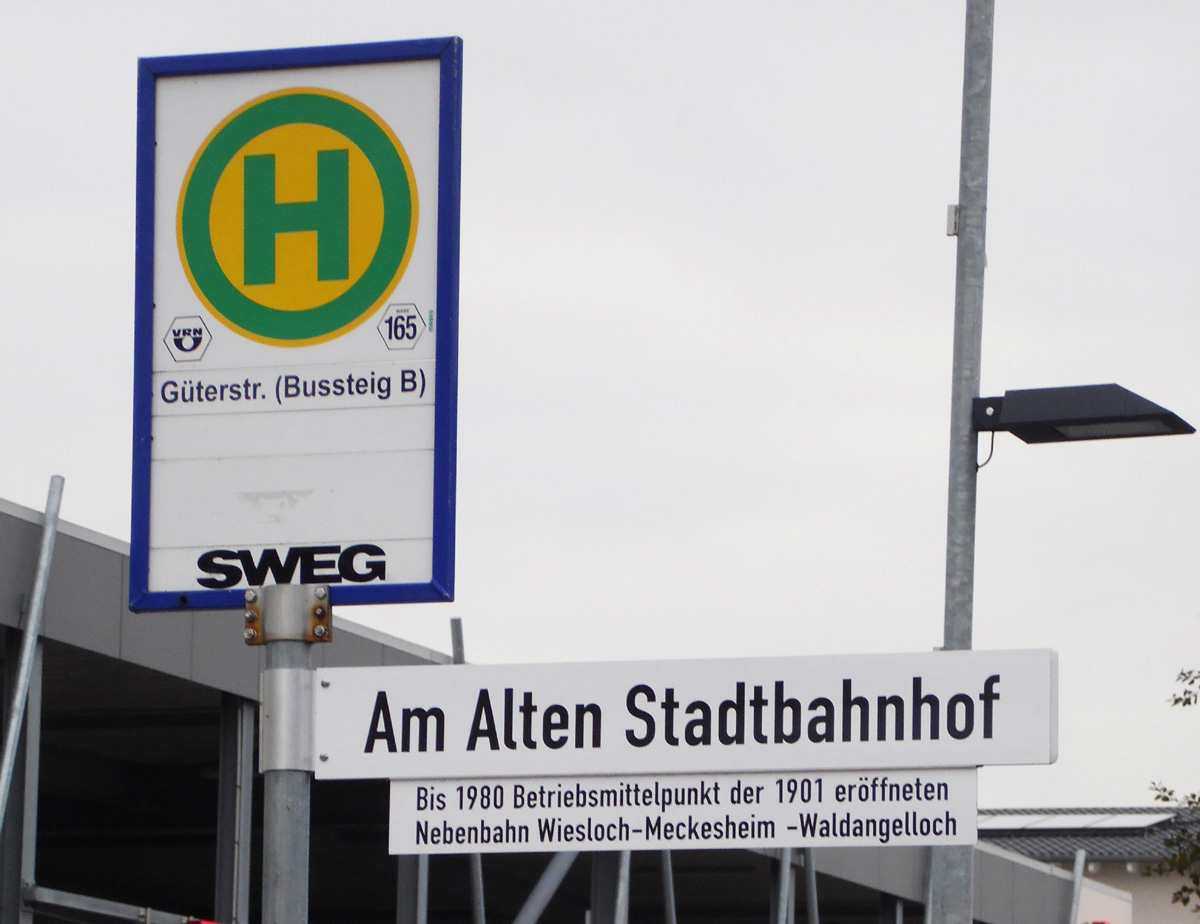 H
VRN
165
Güterstr. (Bussteig B)
SWEG
Am Alten Stadtbahnhof
Bis 1980 Betriebsmittelpunkt der 1901 eröffneten
Nebenbahn Wiesloch-Meckesheim -Waldangelloch